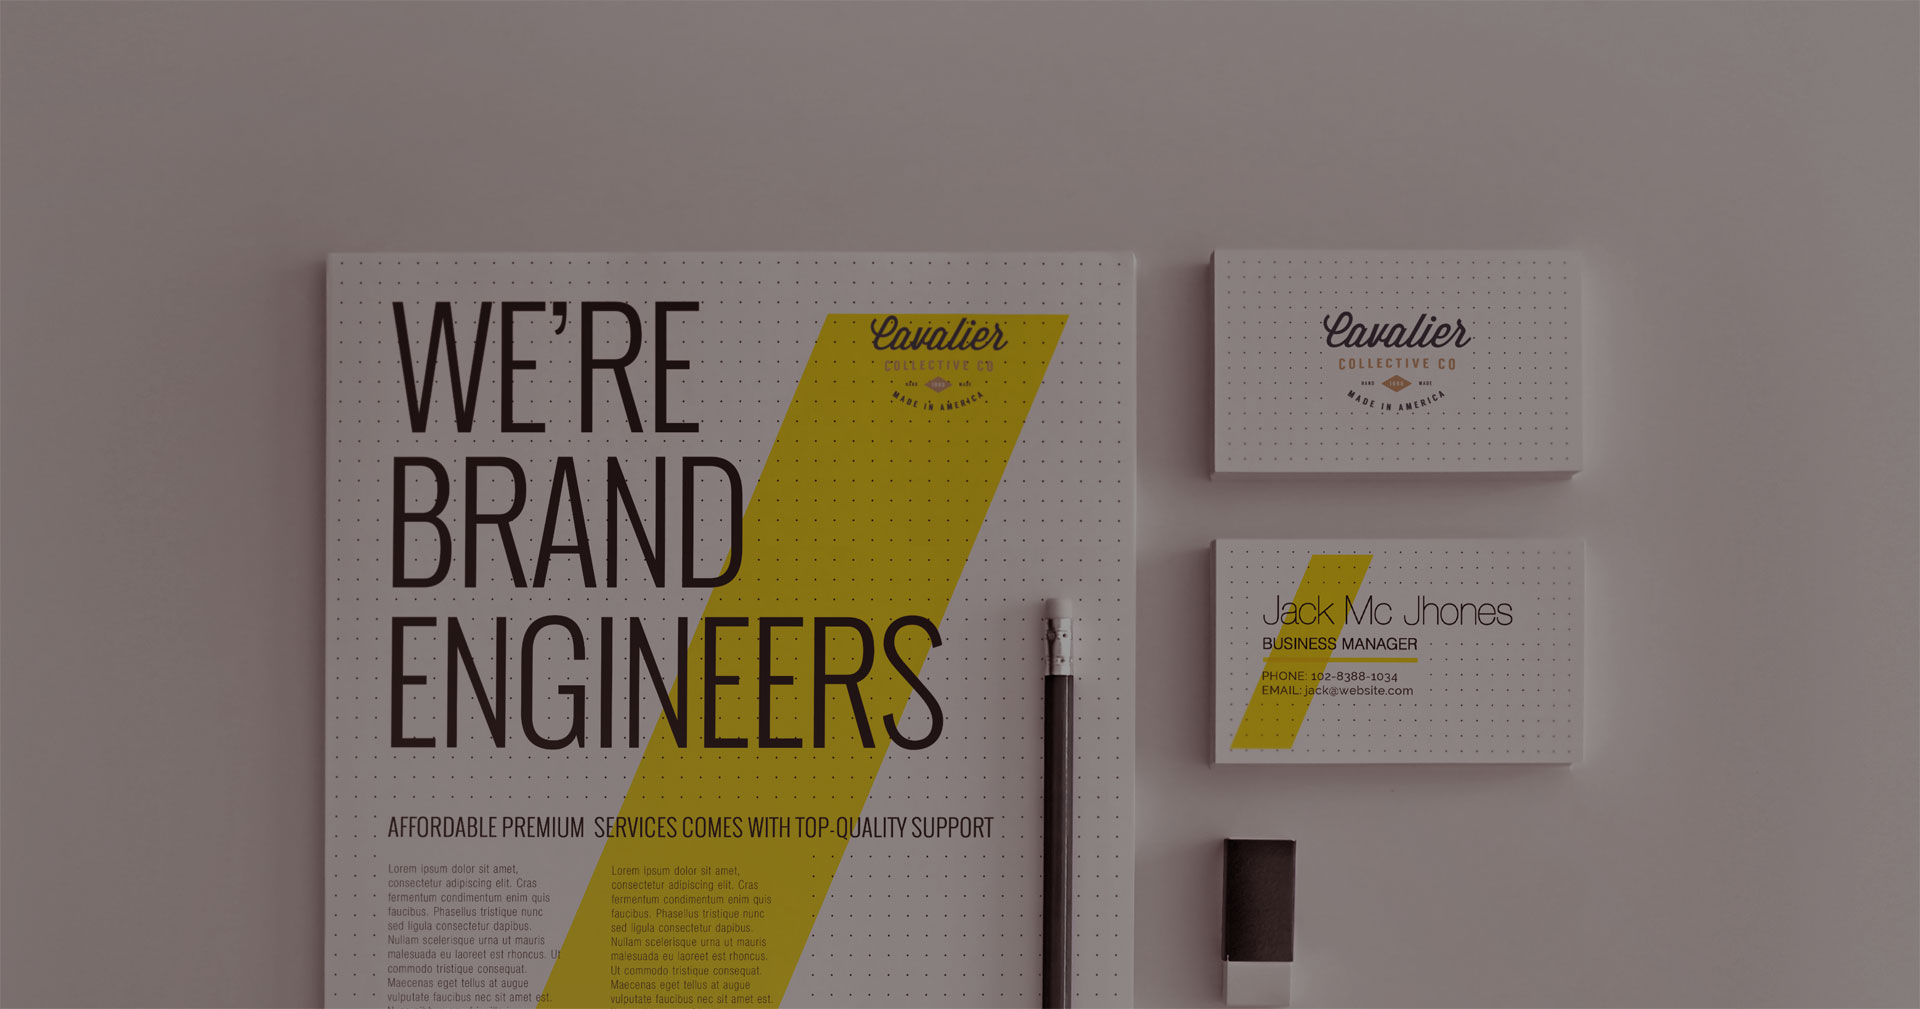 WE'RE
BRAND
ENGINEERS
Cavalier
COLLECTIVE CO
HAND MADE
MADE IN AMERICA
AFFORDABLE PREMIUM SERVICES COMES WITH TOP-QUALITY SUPPORT
Lorem ipsum dolor sit amet,
consectetur adipiscing elit. Cras
fermentum condimentum enim quis
faucibus. Phasellus tristique nunc
sed ligula consectetur dapibus.
Nullam scelerisque urna ut mauris
malesuada eu laoreet est rhoncus. Ut
commodo tristique consequat.
Maecenas eget tellus at augue
vulputate faucibus nec sit amet est.
Lorem ipsum dolor sit amet,
consectetur adipiscing elit. Cras
fermentum condimentum enim quis
faucibus. Phasellus tristique nunc
sed ligula consectetur dapibus.
Nullam scelerisque urna ut mauris
malesuada eu laoreet est rhoncus.
Ut commodo tristique consequat.
Maecenas eget tellus at augue
vulputate faucibus nec sit amet est.
Cavalier
COLLECTIVE CO
HAND MADE
MADE IN AMERICA
Jack Mc Jhones
BUSINESS MANAGER
PHONE: 102-8388-1034
EMAIL: jack@website.com